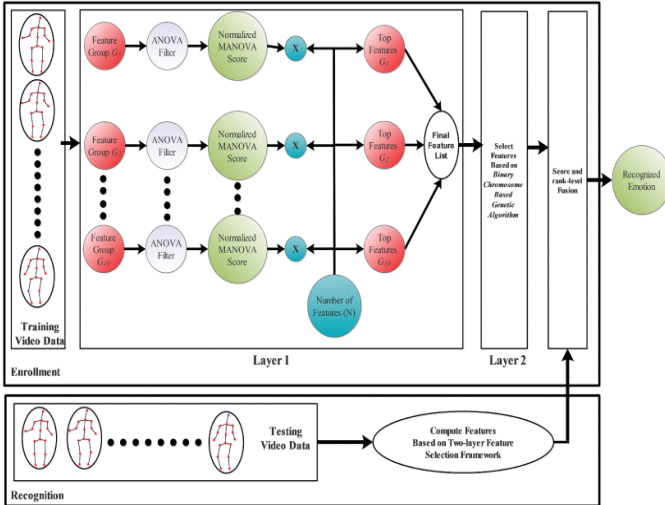 Feature
Group G1
ANOVA
Filter
Normalized
MANOVA
Score
X
Top
Features
G1
Feature
Group G2
ANOVA
Filter
Normalized
MANOVA
Score
X
Top
Features
G2
Final
Feature
List
Feature
Group
G10
ANOVA
Filter
Normalized
MANOVA
Score
X
Top
Features
G10
Number of
Features (N)
Select
Features
Based on
Binary
Chromosome
Based
Genetic
Algorithm
Score and
rank-level
Fusion
Recognized
Emotion
Training
Video Data
Layer 1
Layer 2
Enrollment
Testing
Video Data
Compute Features
Based on Two-layer Feature
Selection Framework
Recognition